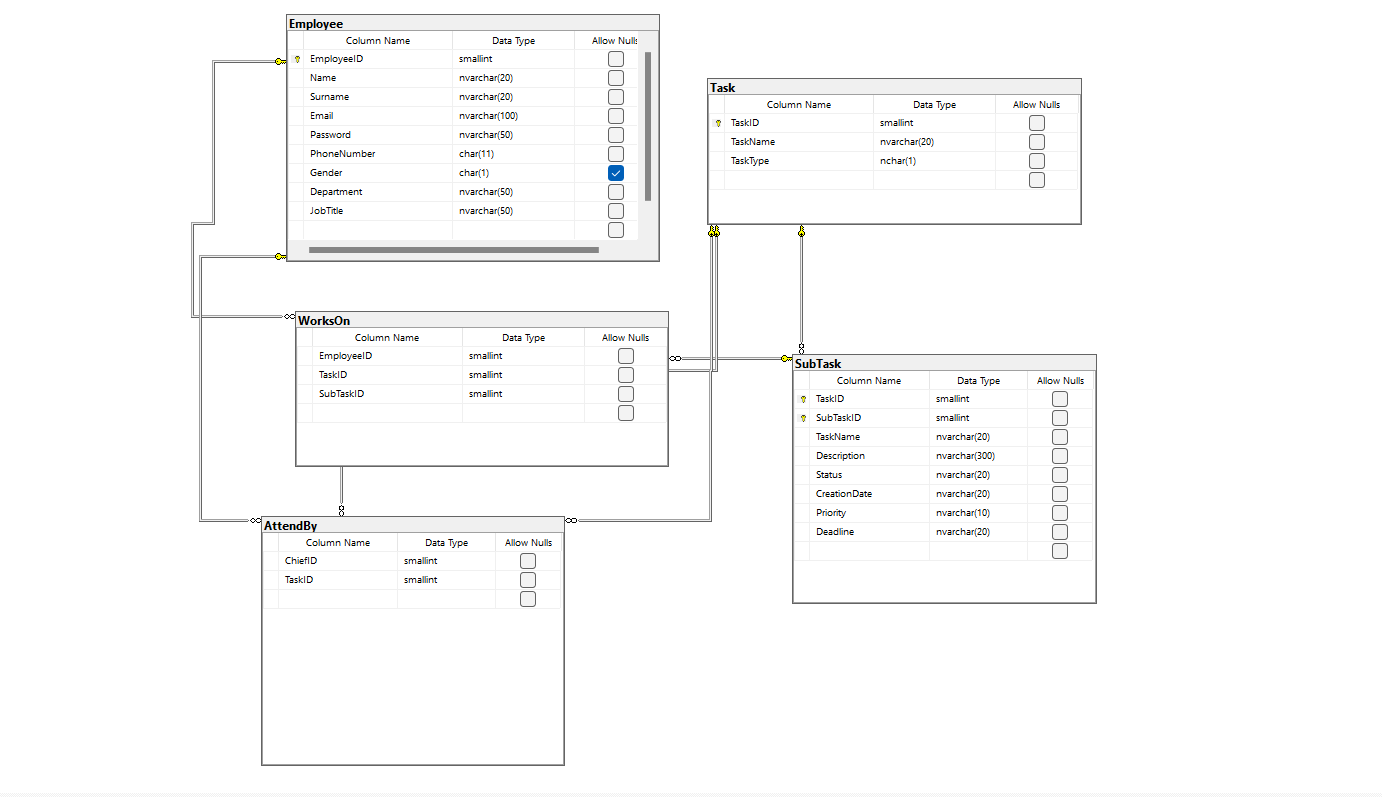 Employee
Column Name Data Type Allow Nulls
EmployeeID smallint
Name nvarchar(20)
Surname nvarchar(20)
Email nvarchar(100)
Password nvarchar(50)
PhoneNumber char(11)
Gender char(1)
Department nvarchar(50)
JobTitle nvarchar(50)
Task
Column Name Data Type Allow Nulls
TaskID smallint
TaskName nvarchar(20)
TaskType nchar(1)
WorksOn
Column Name Data Type Allow Nulls
EmployeeID smallint
TaskID smallint
SubTaskID smallint
SubTask
Column Name Data Type Allow Nulls
TaskID smallint
SubTaskID smallint
TaskName nvarchar(20)
Description nvarchar(300)
Status nvarchar(20)
CreationDate nvarchar(20)
Priority nvarchar(10)
Deadline nvarchar(20)
AttendBy
Column Name Data Type Allow Nulls
ChiefID smallint
TaskID smallint